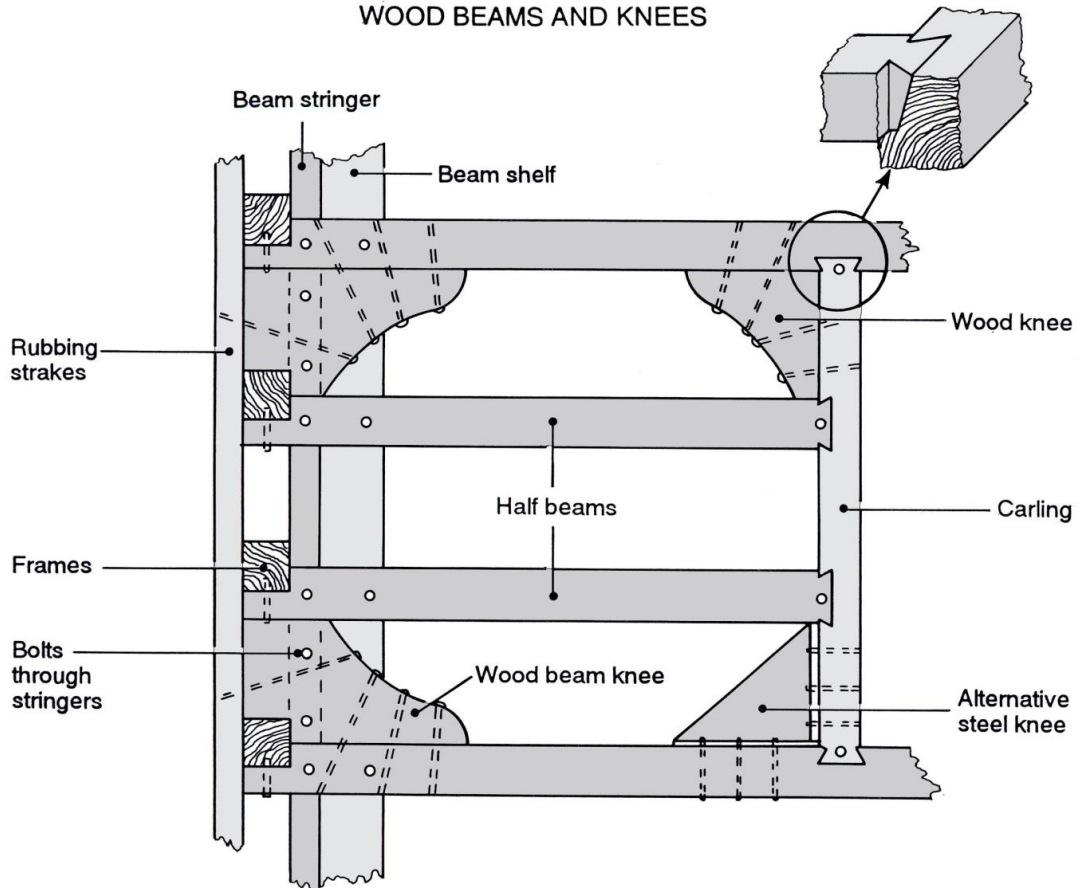 WOOD BEAMS AND KNEES
Beam stringer
Beam shelf
Wood knee
Rubbing
strakes
Half beams
Carling
Frames
Bolts
through
stringers
Wood beam knee
Alternative
steel knee